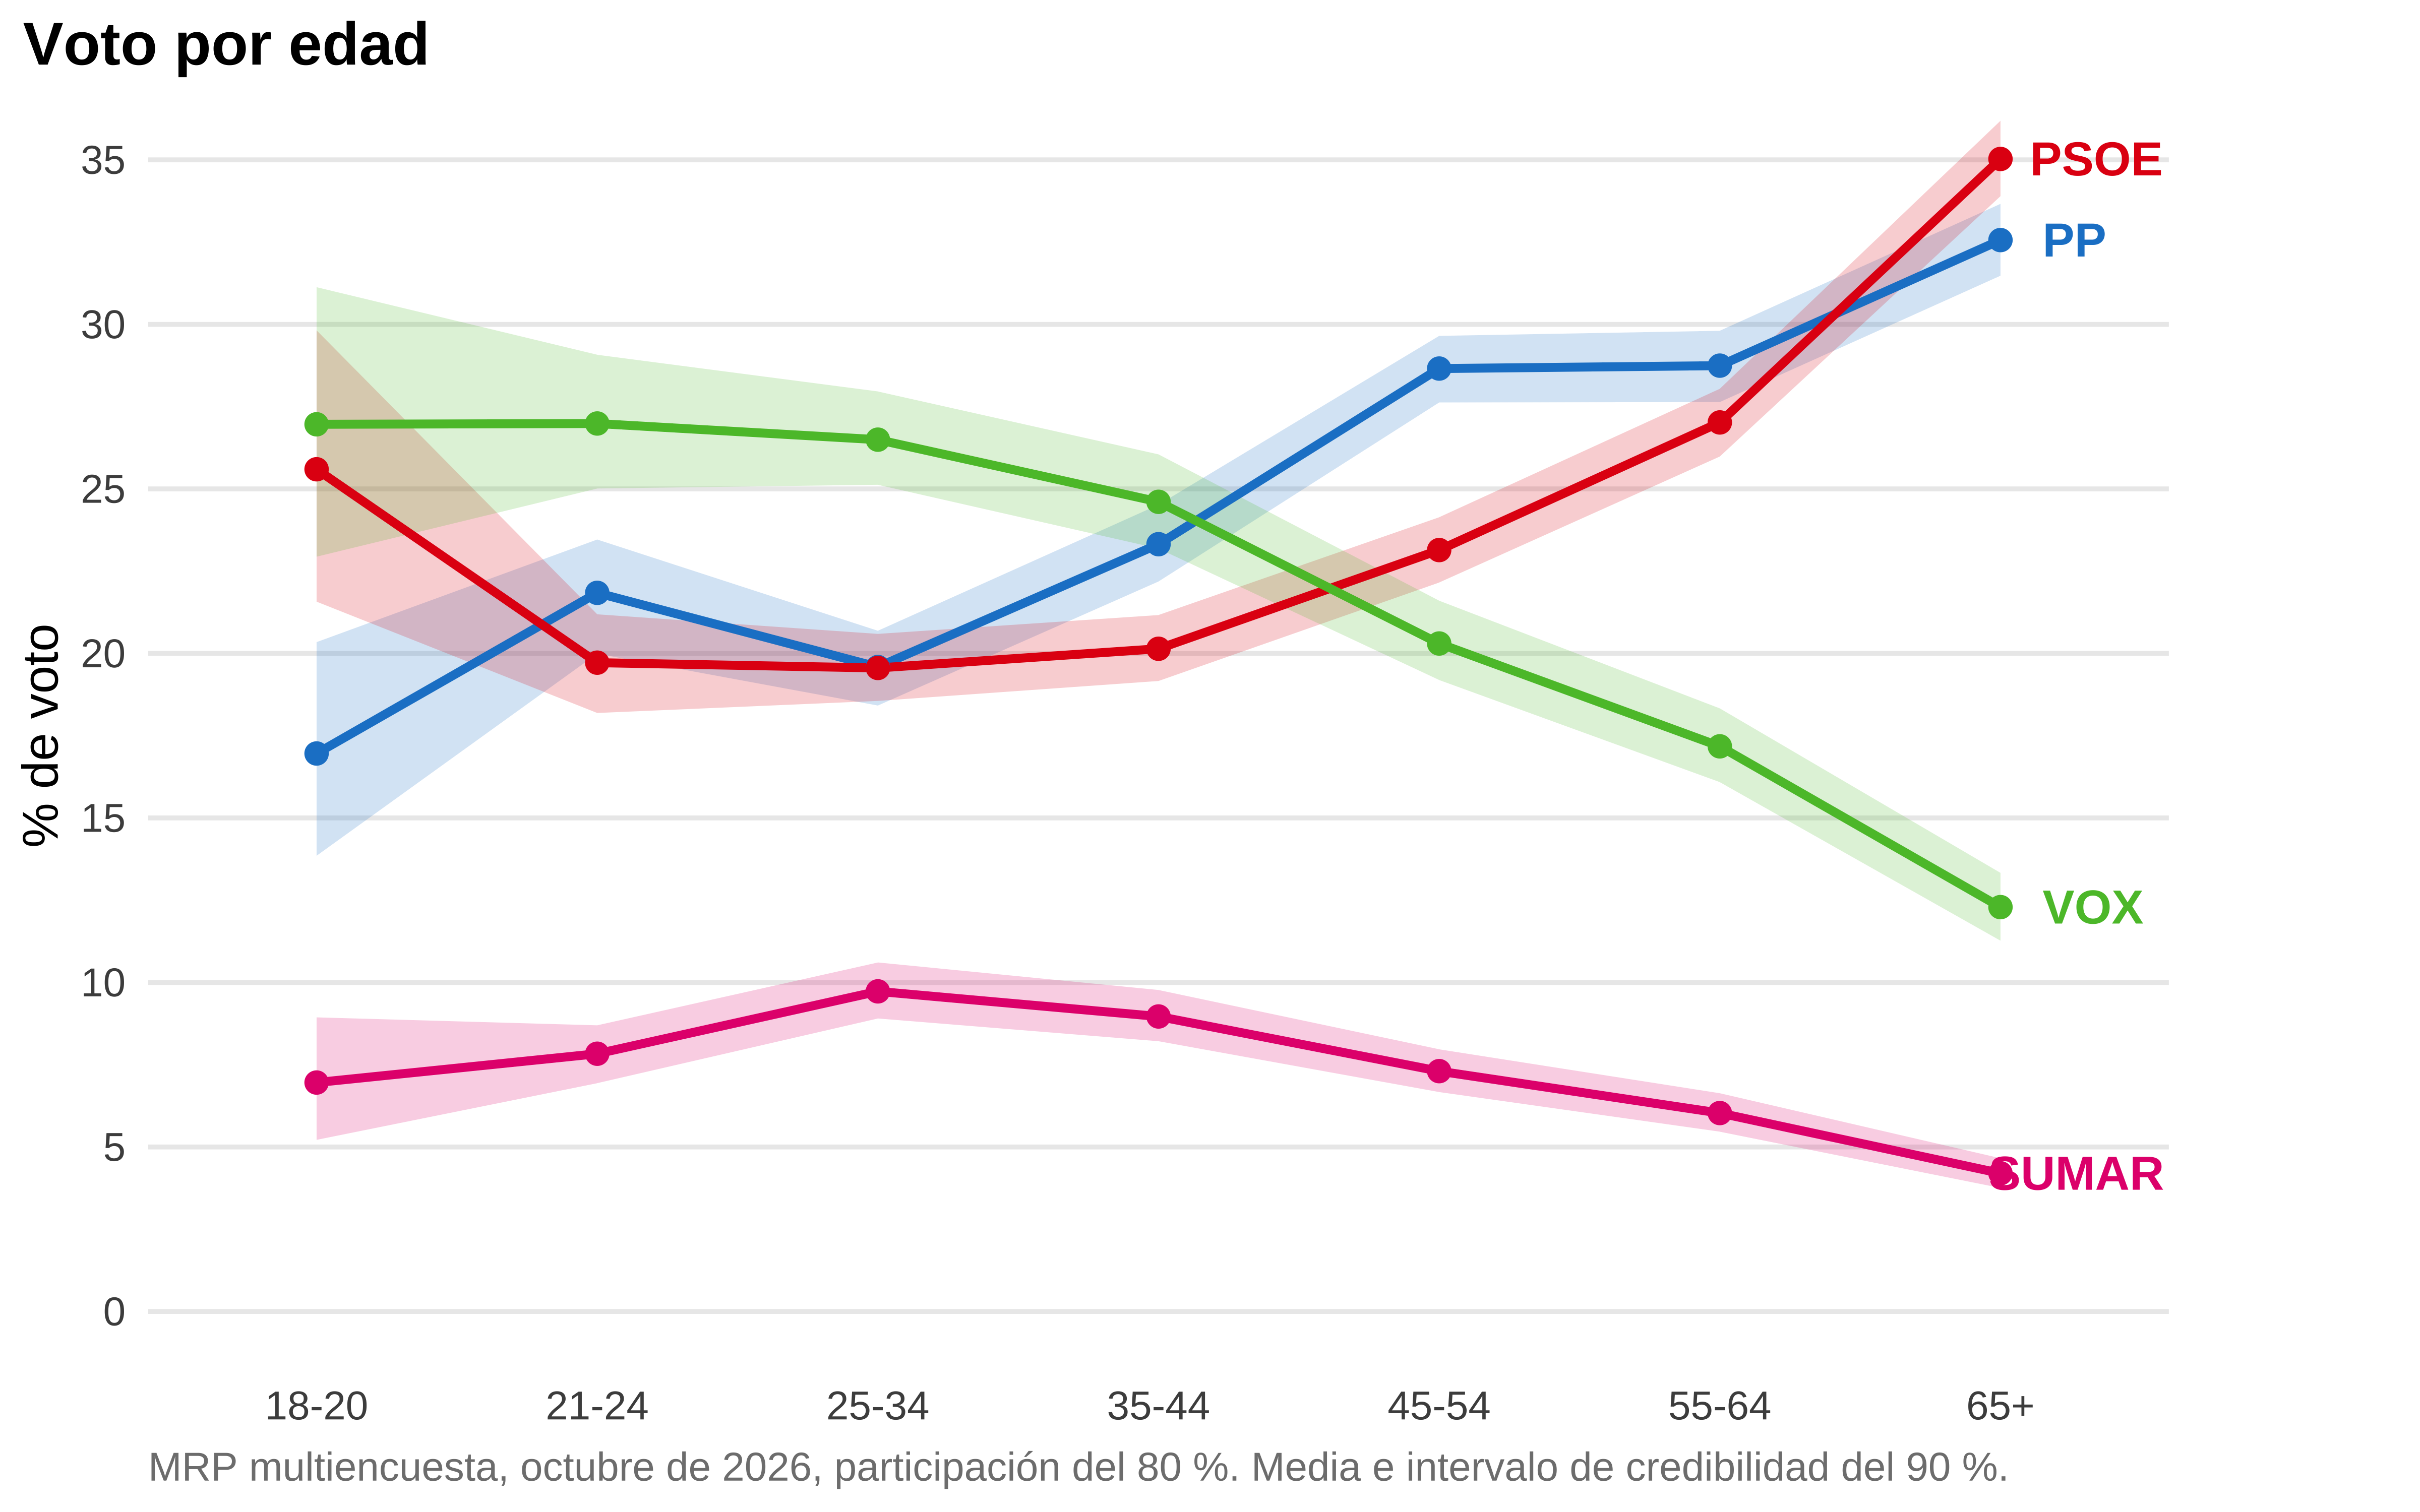 Voto por edad
% de voto
35
30
25
20
15
10
5
0
PSOE
PP
VOX
SUMAR
18-20 21-24 25-34 35-44 45-54 55-64 65+
MRP multiencuesta, octubre de 2026, participación del 80 %. Media e intervalo de credibilidad del 90 %.